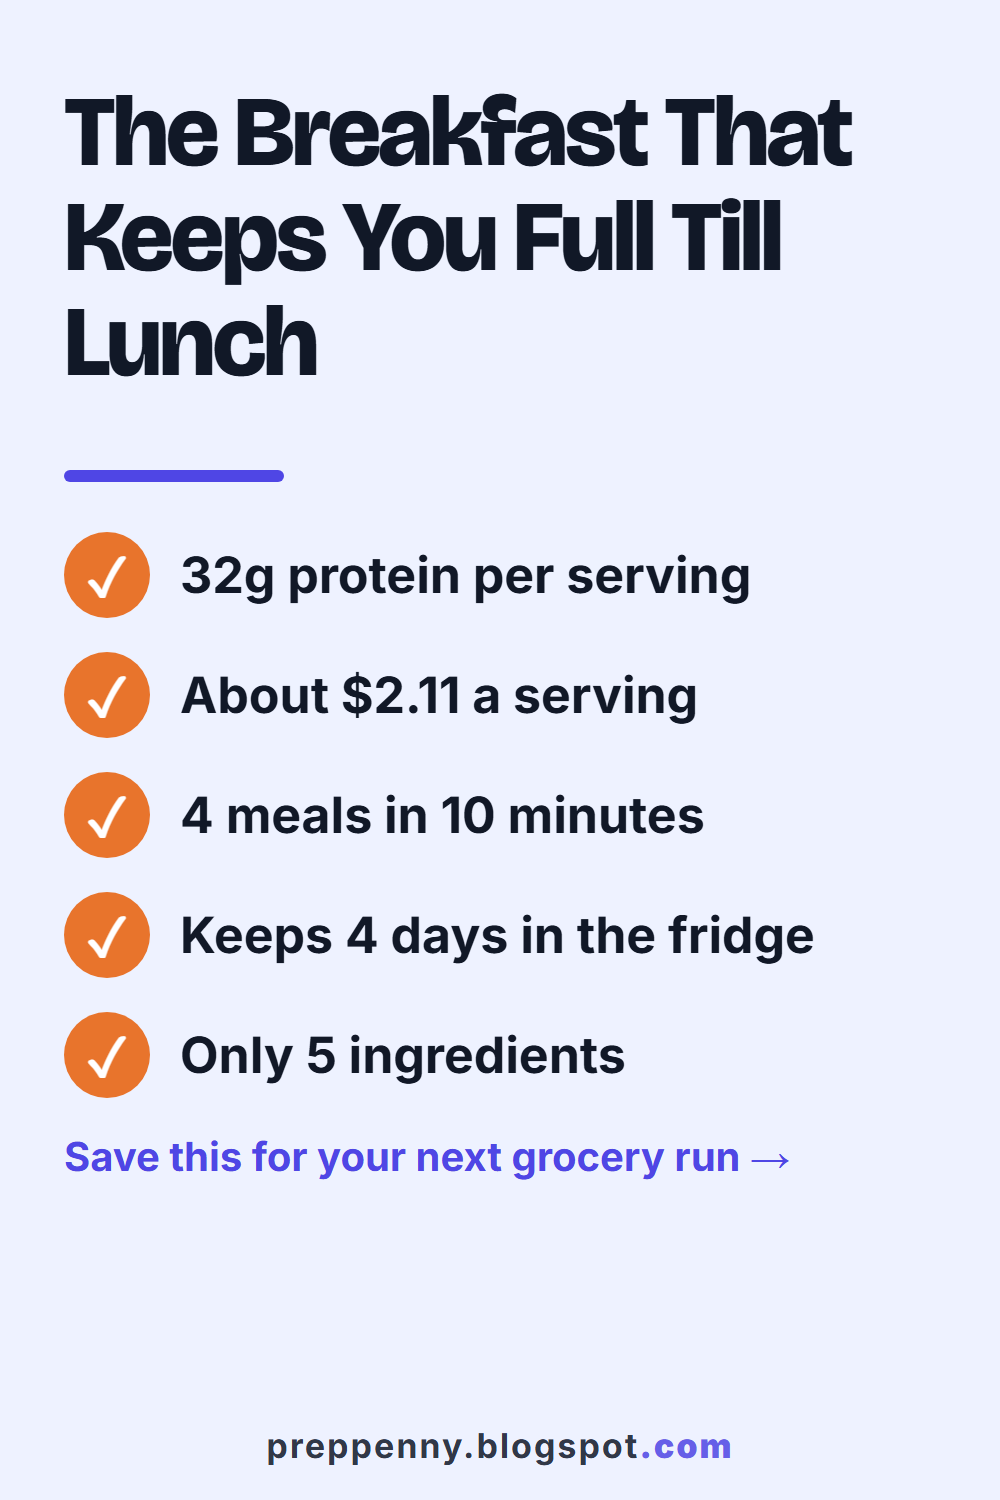 The Breakfast That
Keeps You Full Till
Lunch
✓ 32g protein per serving
✓ About $2.11 a serving
✓ 4 meals in 10 minutes
✓ Keeps 4 days in the fridge
✓ Only 5 ingredients
Save this for your next grocery run →
preppenny.blogspot.com